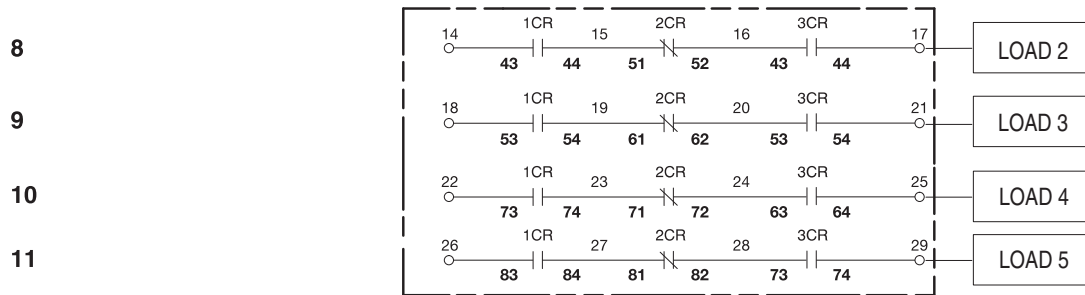 1CR 2CR 3CR
8 14 15 16 17 LOAD 2
43 44 51 52 43 44
1CR 2CR 3CR
9 18 19 20 21 LOAD 3
53 54 61 62 53 54
1CR 2CR 3CR
10 22 23 24 25 LOAD 4
73 74 71 72 63 64
1CR 2CR 3CR
11 26 27 28 29 LOAD 5
83 84 81 82 73 74